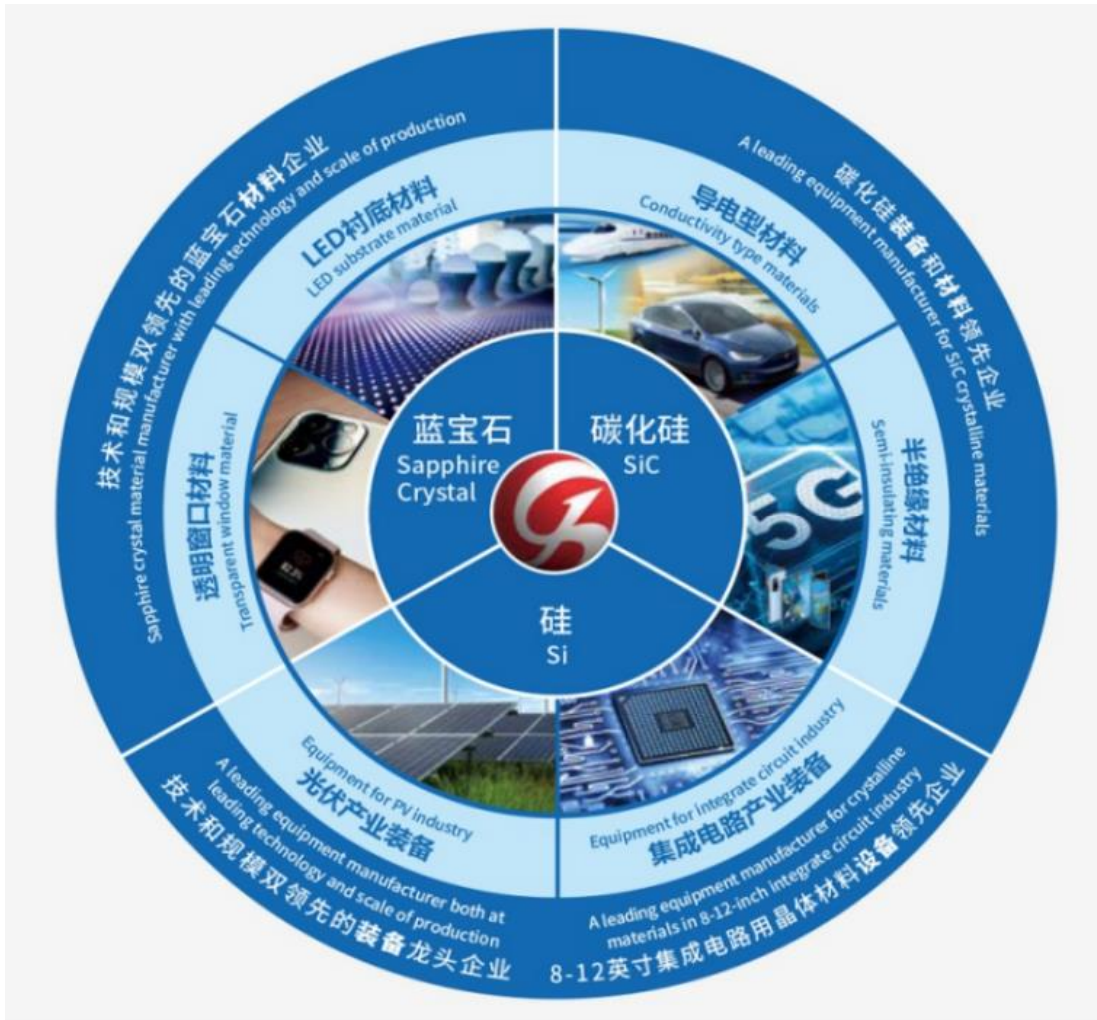 技术和规模双领先的蓝宝石材料企业
Sapphire crystal material manufacturer with leading technology and scale of production
LED衬底材料
LED substrate material
透明窗口材料
Transparent window material
蓝宝石
Sapphire
Crystal
碳化硅装备和材料领先企业
A leading equipment manufacturer for SiC crystalline materials
导电型材料
Conductivity type materials
半绝缘材料
Semi-insulating materials
5G
碳化硅
SiC
硅
Si
Equipment for PV industry
光伏产业装备
A leading equipment manufacturer both at
leading technology and scale of production
技术和规模双领先的装备龙头企业
Equipment for integrate circuit industry
集成电路产业装备
A leading equipment manufacturer for crystalline
materials in 8-12-inch integrate circuit industry
8-12英寸集成电路用晶体材料设备领先企业